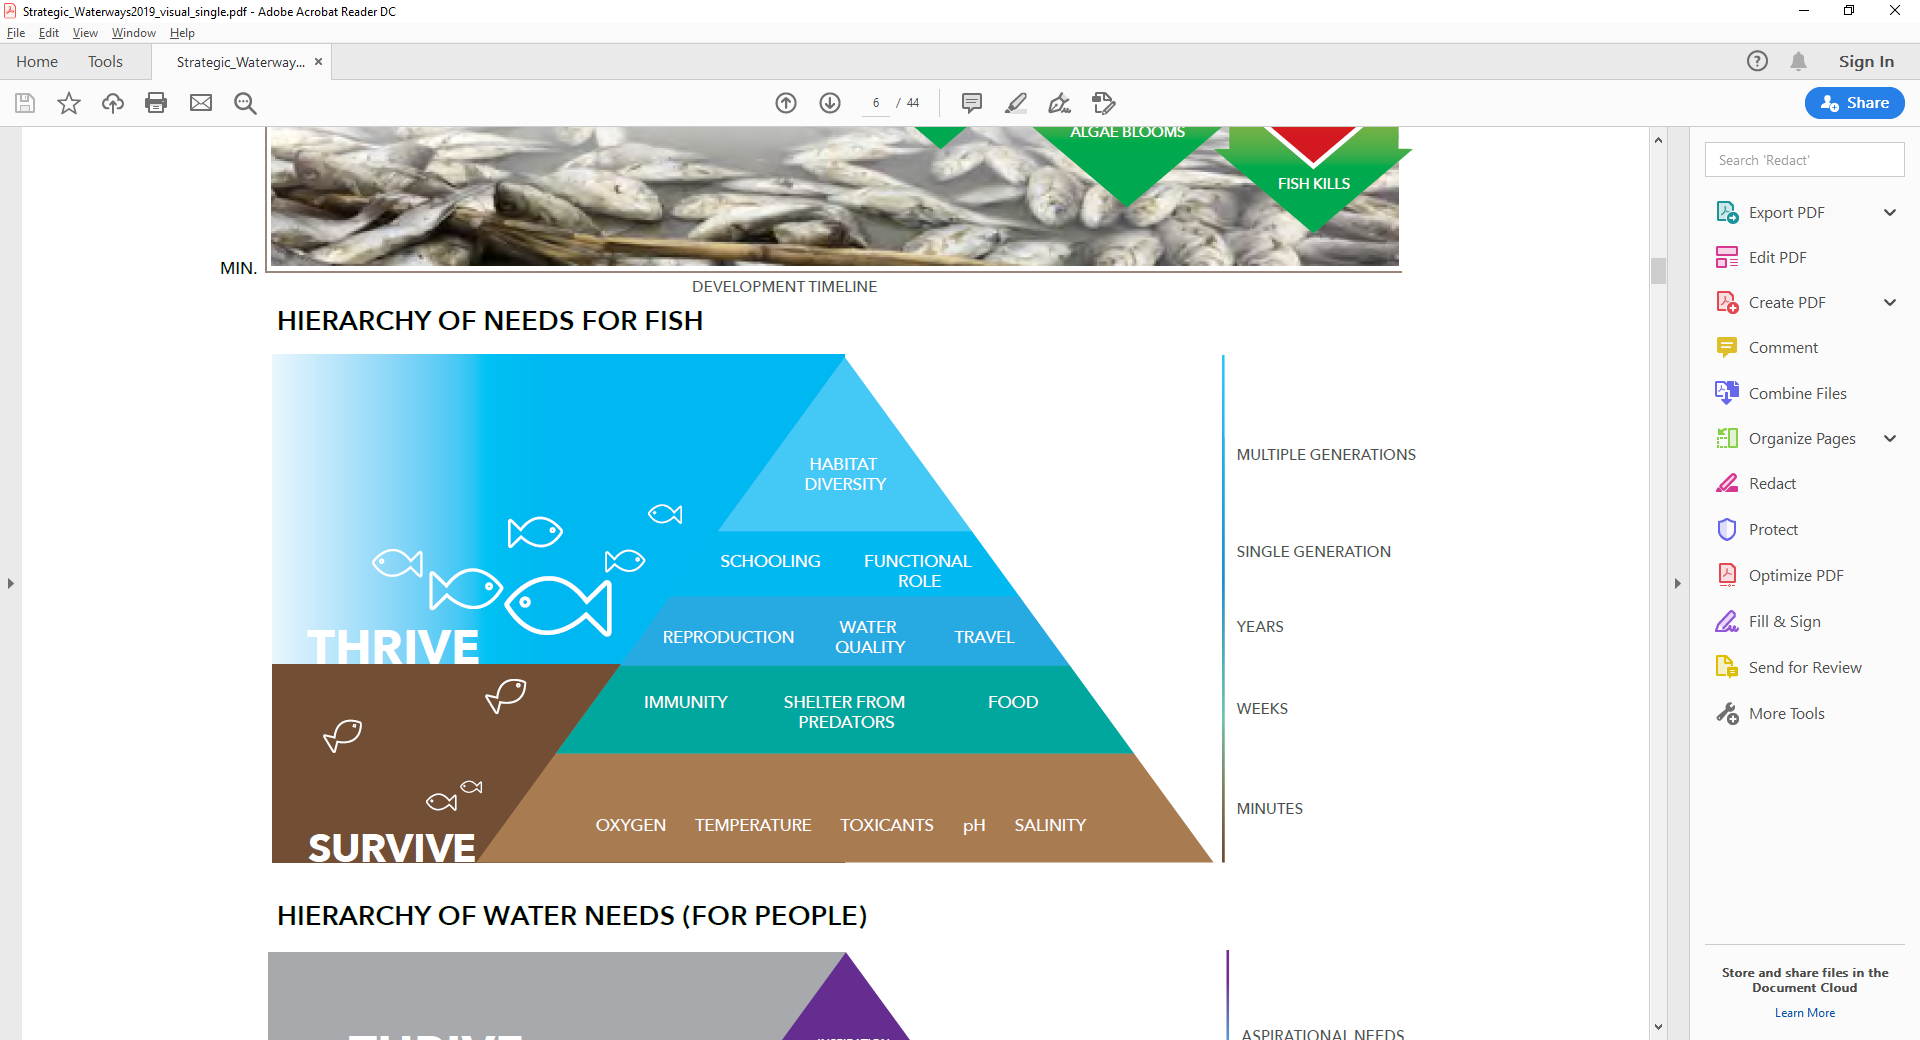 Strategic_Waterways2019_visual_single.pdf - Adobe Acrobat Reader DC
File Edit View Window Help
Home Tools Strategic_Waterway... ×
Sign In
6 / 44
Share
ALGAE BLOOMS
FISH KILLS
MIN.
DEVELOPMENT TIMELINE
HIERARCHY OF NEEDS FOR FISH
HABITAT
DIVERSITY
MULTIPLE GENERATIONS
SCHOOLING FUNCTIONAL
ROLE
SINGLE GENERATION
THRIVE
REPRODUCTION WATER
QUALITY TRAVEL
YEARS
IMMUNITY SHELTER FROM
PREDATORS FOOD
WEEKS
SURVIVE
OXYGEN TEMPERATURE TOXICANTS pH SALINITY
MINUTES
HIERARCHY OF WATER NEEDS (FOR PEOPLE)
THRIVE
INSPIRATION
ASPIRATIONAL NEEDS
Search 'Redact'
Export PDF
Edit PDF
Create PDF
Comment
Combine Files
Organize Pages
Redact
Protect
Optimize PDF
Fill & Sign
Send for Review
More Tools
Store and share files in the
Document Cloud
Learn More